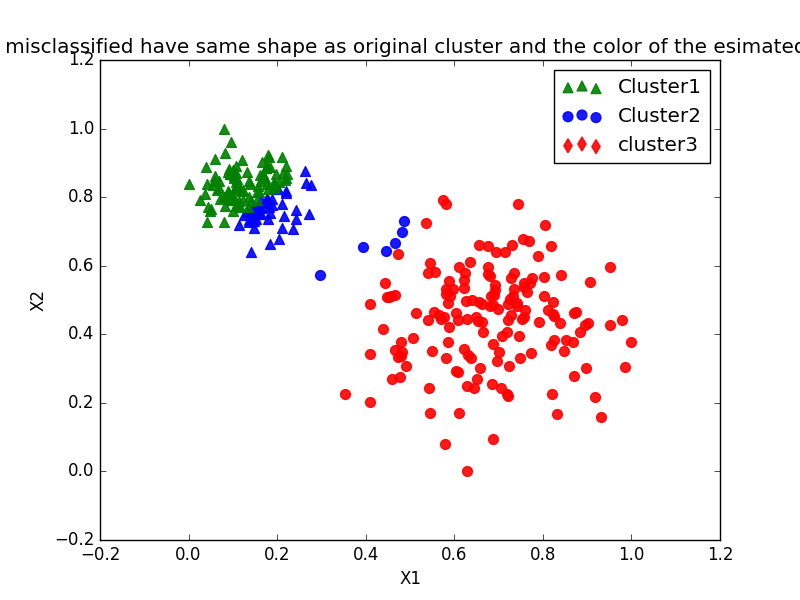 misclassified have same shape as original cluster and the color of the esimated
1.2
1.0
0.8
0.6
0.4
0.2
0.0
−0.2
−0.2 0.0 0.2 0.4 0.6 0.8 1.0 1.2
X2
X1
Cluster1
Cluster2
cluster3